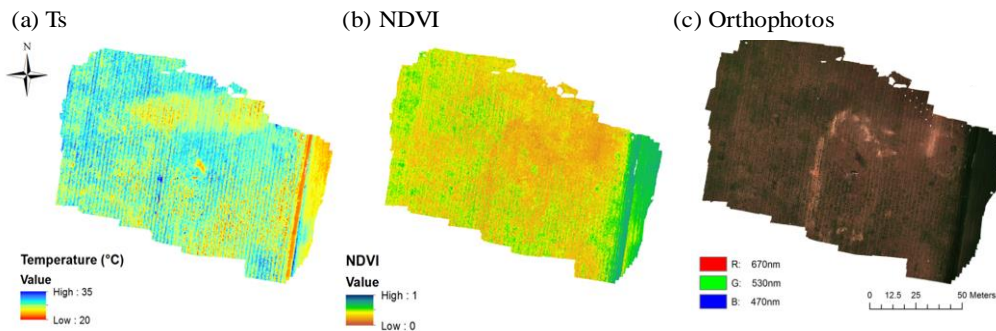 (a) Ts
(b) NDVI
(c) Orthophotos
N
Temperature (°C)
Value
High : 35
Low : 20
NDVI
Value
High : 1
Low : 0
R: 670nm
G: 530nm
B: 470nm
0 12.5 25 50 Meters